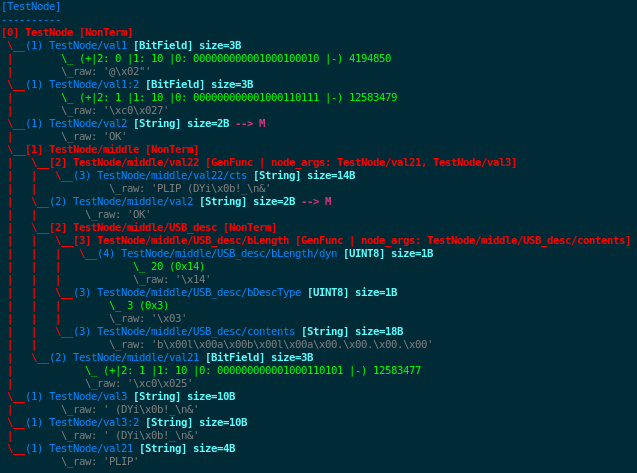 [TestNode]
----------
[0] TestNode [NonTerm]
 \__(1) TestNode/val1 [BitField] size=3B
 |        \_ (+|2: 0 |1: 10 |0: 000000000001000100010 |-) 4194850
 |        \_raw: '@\x02"'
 \__(1) TestNode/val1:2 [BitField] size=3B
 |        \_ (+|2: 1 |1: 10 |0: 000000000001000110111 |-) 12583479
 |        \_raw: '\xc0\x027'
 \__(1) TestNode/val2 [String] size=2B --> M
 |        \_raw: 'OK'
 \__[1] TestNode/middle [NonTerm]
 |   \__[2] TestNode/middle/val22 [GenFunc | node_args: TestNode/val21, TestNode/val3]
 |   |   \__(3) TestNode/middle/val22/cts [String] size=14B
 |   |           \_raw: 'PLIP (DYi\x0b!_\n&'
 |   \__(2) TestNode/middle/val2 [String] size=2B --> M
 |   |       \_raw: 'OK'
 |   \__[2] TestNode/middle/USB_desc [NonTerm]
 |   |   \__[3] TestNode/middle/USB_desc/bLength [GenFunc | node_args: TestNode/middle/USB_desc/contents]
 |   |   |   \__(4) TestNode/middle/USB_desc/bLength/dyn [UINT8] size=1B
 |   |   |           \_ 20 (0x14)
 |   |   |           \_raw: '\x14'
 |   |   \__(3) TestNode/middle/USB_desc/bDescType [UINT8] size=1B
 |   |   |       \_ 3 (0x3)
 |   |   |       \_raw: '\x03'
 |   |   \__(3) TestNode/middle/USB_desc/contents [String] size=18B
 |   |           \_raw: 'b\x00l\x00a\x00b\x00l\x00a\x00.\x00.\x00.\x00'
 |   \__(2) TestNode/middle/val21 [BitField] size=3B
 |           \_ (+|2: 1 |1: 10 |0: 000000000001000110101 |-) 12583477
 |           \_raw: '\xc0\x025'
 \__(1) TestNode/val3 [String] size=10B
 |       \_raw: ' (DYi\x0b!_\n&'
 \__(1) TestNode/val3:2 [String] size=10B
 |       \_raw: ' (DYi\x0b!_\n&'
 \__(1) TestNode/val21 [String] size=4B
         \_raw: 'PLIP'